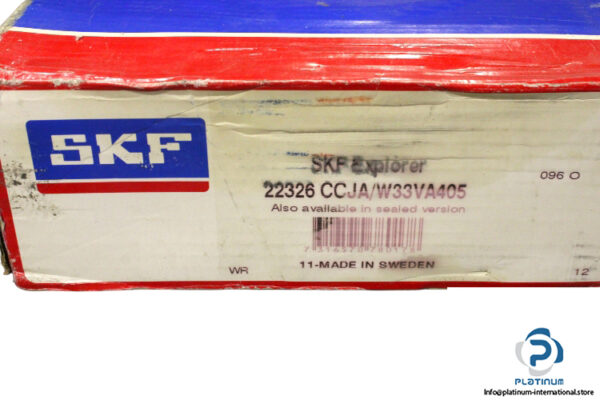 SKF
SKF Explorer
22326 CCJA/W33VA405
Also available in sealed version
11-MADE IN SWEDEN
WR
096 O
12
PLATINUM
Info@platinum-international.store